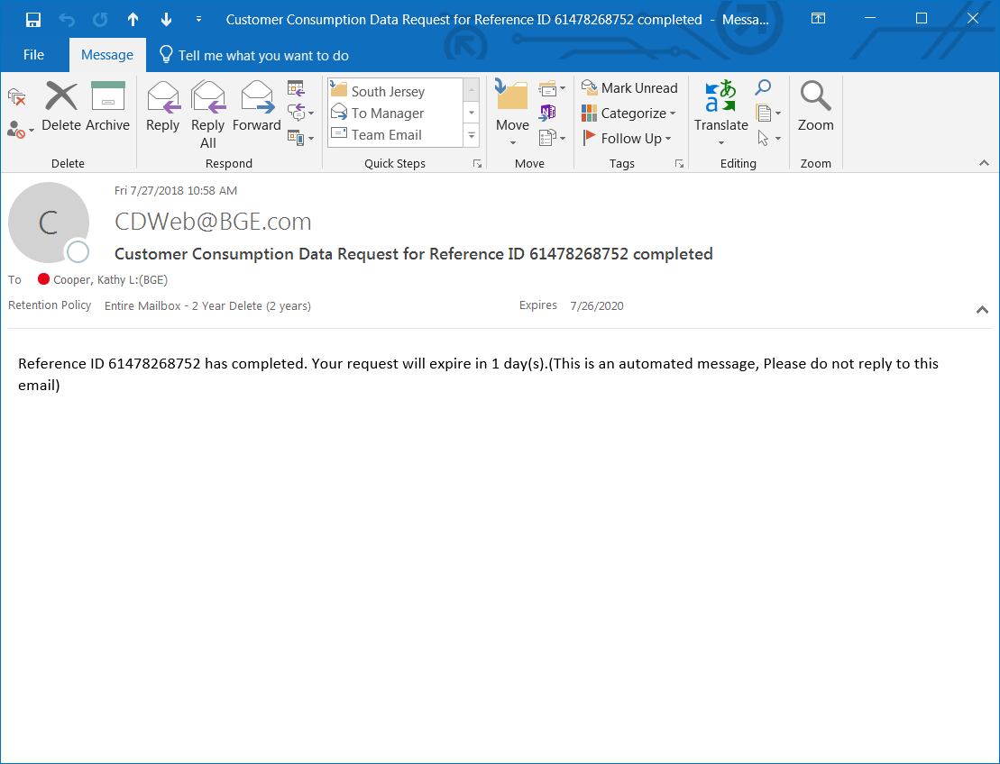 Customer Consumption Data Request for Reference ID 61478268752 completed - Messa...
File Message Tell me what you want to do
Delete Archive Reply Reply All Forward
South Jersey
To Manager
Team Email
Move
Mark Unread
Categorize
Follow Up
Translate
Zoom
Delete Respond Quick Steps Move Tags Editing Zoom
C
Fri 7/27/2018 10:58 AM
CDWeb@BGE.com
Customer Consumption Data Request for Reference ID 61478268752 completed
To Cooper, Kathy L:(BGE)
Retention Policy Entire Mailbox - 2 Year Delete (2 years) Expires 7/26/2020
Reference ID 61478268752 has completed. Your request will expire in 1 day(s).(This is an automated message, Please do not reply to this
email)